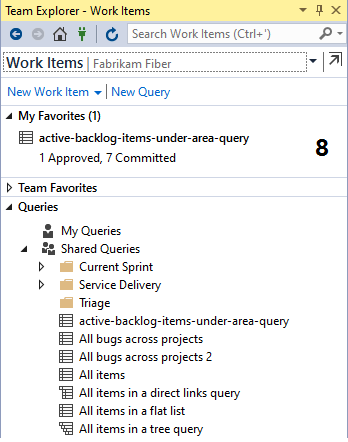 Team Explorer - Work Items
Search Work Items (Ctrl+')
Work Items | Fabrikam Fiber
New Work Item | New Query
My Favorites (1)
active-backlog-items-under-area-query
1 Approved, 7 Committed
8
Team Favorites
Queries
My Queries
Shared Queries
Current Sprint
Service Delivery
Triage
active-backlog-items-under-area-query
All bugs across projects
All bugs across projects 2
All items
All items in a direct links query
All items in a flat list
All items in a tree query